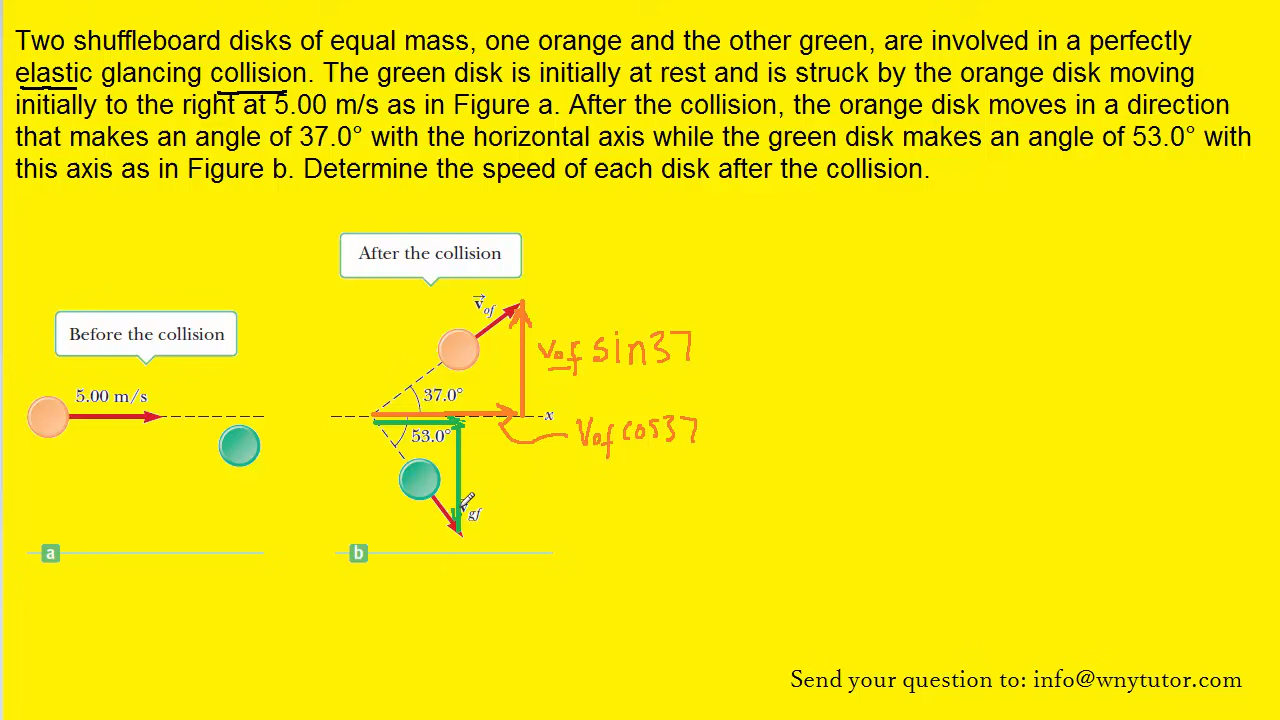 Two shuffleboard disks of equal mass, one orange and the other green, are involved in a perfectly
elastic glancing collision. The green disk is initially at rest and is struck by the orange disk moving
initially to the right at 5.00 m/s as in Figure a. After the collision, the orange disk moves in a direction
that makes an angle of 37.0° with the horizontal axis while the green disk makes an angle of 53.0° with
this axis as in Figure b. Determine the speed of each disk after the collision.
Before the collision
5.00 m/s
a
After the collision
v⃗of
vof sin37
37.0°
x
53.0°
vof cos37
gf
b
Send your question to: info@wnytutor.com